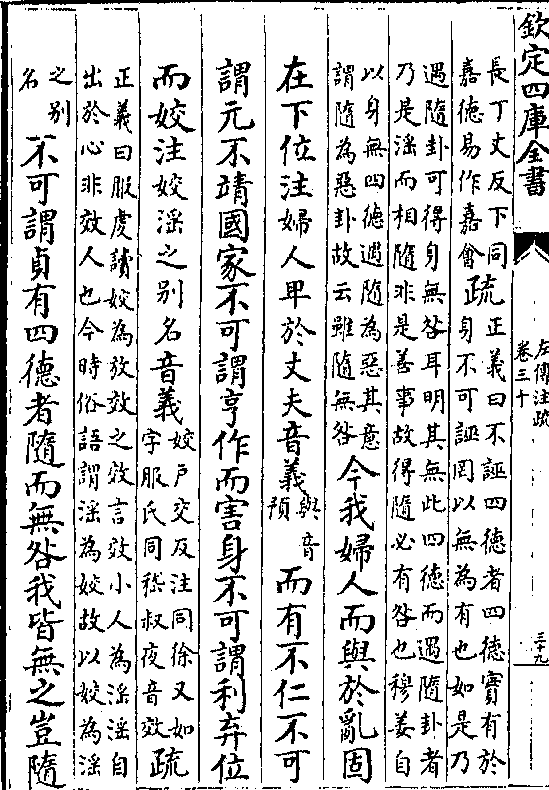 欽定四庫全書
左傳注疏
卷三十
三十九
長丁丈反下同
嘉德易作嘉會
疏
正義曰不誣四德者四德實有於
身不可誣罔以無為有也如是乃
遇隨卦可得身無咎耳明其無此四德而遇隨卦者
乃是淫而相隨非是善事故得隨必有咎也穆姜自
以身無四德遇隨為惡其意
謂隨為惡卦故云雖隨無咎
今我婦人而與於亂固
在下位注婦人卑於丈夫音義
與音
預
而有不仁不可
謂元不靖國家不可謂亨作而害身不可謂利弃位
而姣注姣淫之别名音義
姣戶交反注同徐又如
字服氏同嵇叔夜音效
疏
正義曰服虔讀姣為放效之效言效小人為淫淫自
出於心非效人也今時俗語謂淫為姣故以姣為淫
之别
名
不可謂貞有四德者隨而無咎我皆無之豈隨